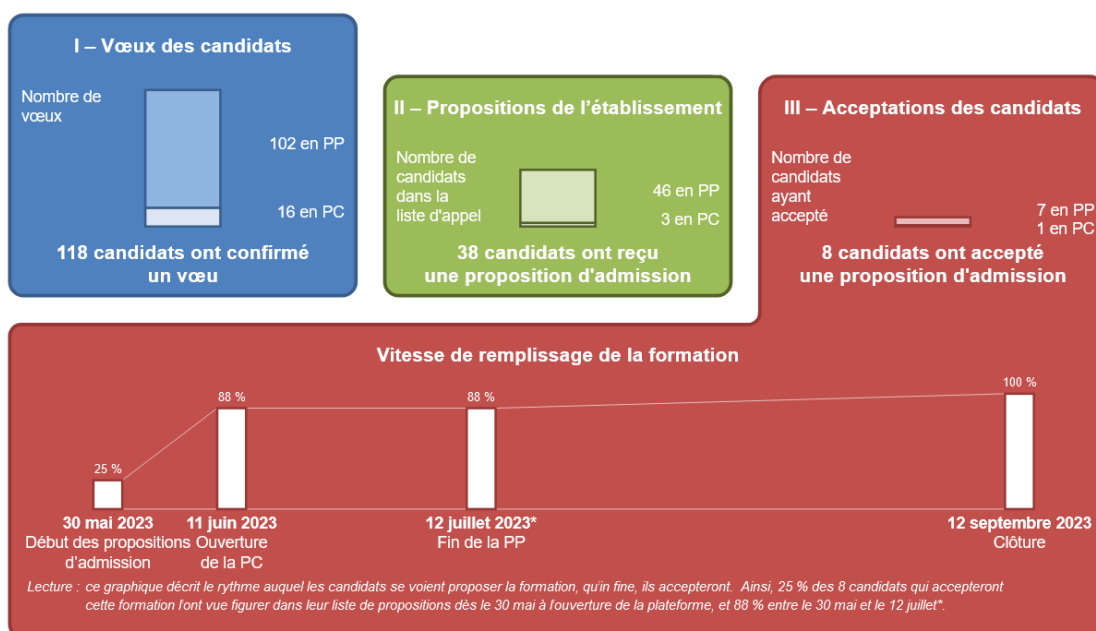 I – Vœux des candidats
Nombre de
vœux
102 en PP
16 en PC
118 candidats ont confirmé
un vœu
II – Propositions de l'établissement
Nombre de
candidats
dans la
liste d'appel
46 en PP
3 en PC
38 candidats ont reçu
une proposition d'admission
III – Acceptations des candidats
Nombre de
candidats
ayant
accepté
7 en PP
1 en PC
8 candidats ont accepté
une proposition d'admission
Vitesse de remplissage de la formation
25 %
88 %
88 %
100 %
30 mai 2023
Début des propositions
d'admission
11 juin 2023
Ouverture
de la PC
12 juillet 2023*
Fin de la PP
12 septembre 2023
Clôture
Lecture : ce graphique décrit le rythme auquel les candidats se voient proposer la formation, qu'in fine, ils accepteront. Ainsi, 25 % des 8 candidats qui accepteront
cette formation l'ont vue figurer dans leur liste de propositions dès le 30 mai à l'ouverture de la plateforme, et 88 % entre le 30 mai et le 12 juillet*.